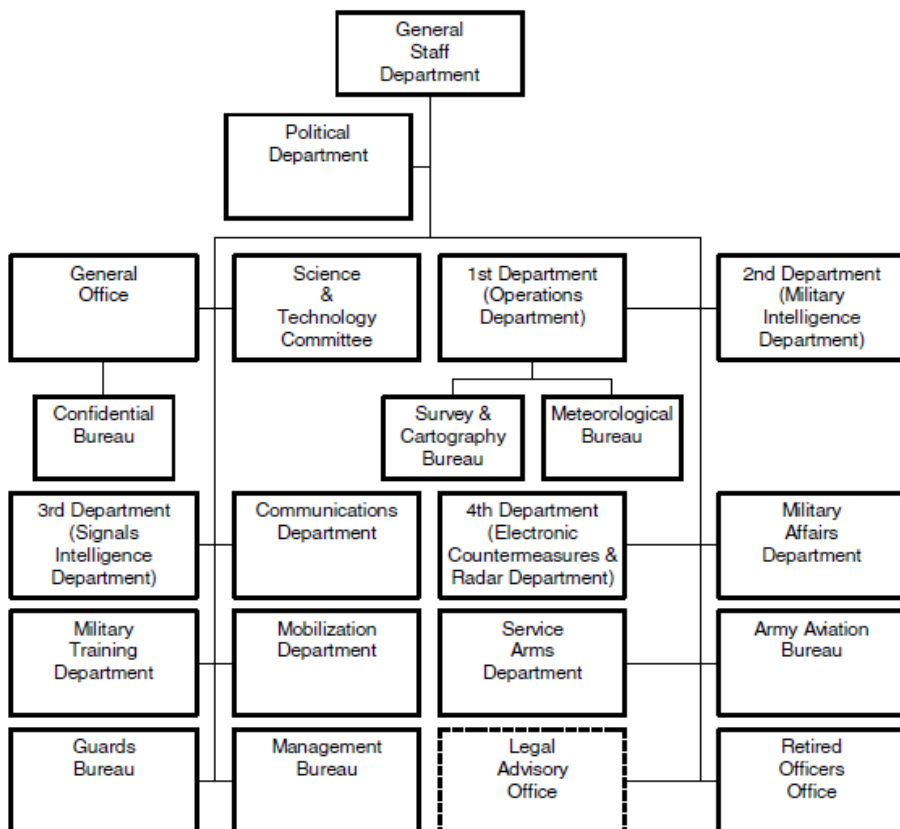 General
Staff
Department
Political
Department
General
Office
Science
&
Technology
Committee
1st Department
(Operations
Department)
2nd Department
(Military
Intelligence
Department)
Confidential
Bureau
Survey &
Cartography
Bureau
Meteorological
Bureau
3rd Department
(Signals
Intelligence
Department)
Communications
Department
4th Department
(Electronic
Countermeasures &
Radar Department)
Military
Affairs
Department
Military
Training
Department
Mobilization
Department
Service
Arms
Department
Army Aviation
Bureau
Guards
Bureau
Management
Bureau
Legal
Advisory
Office
Retired
Officers
Office